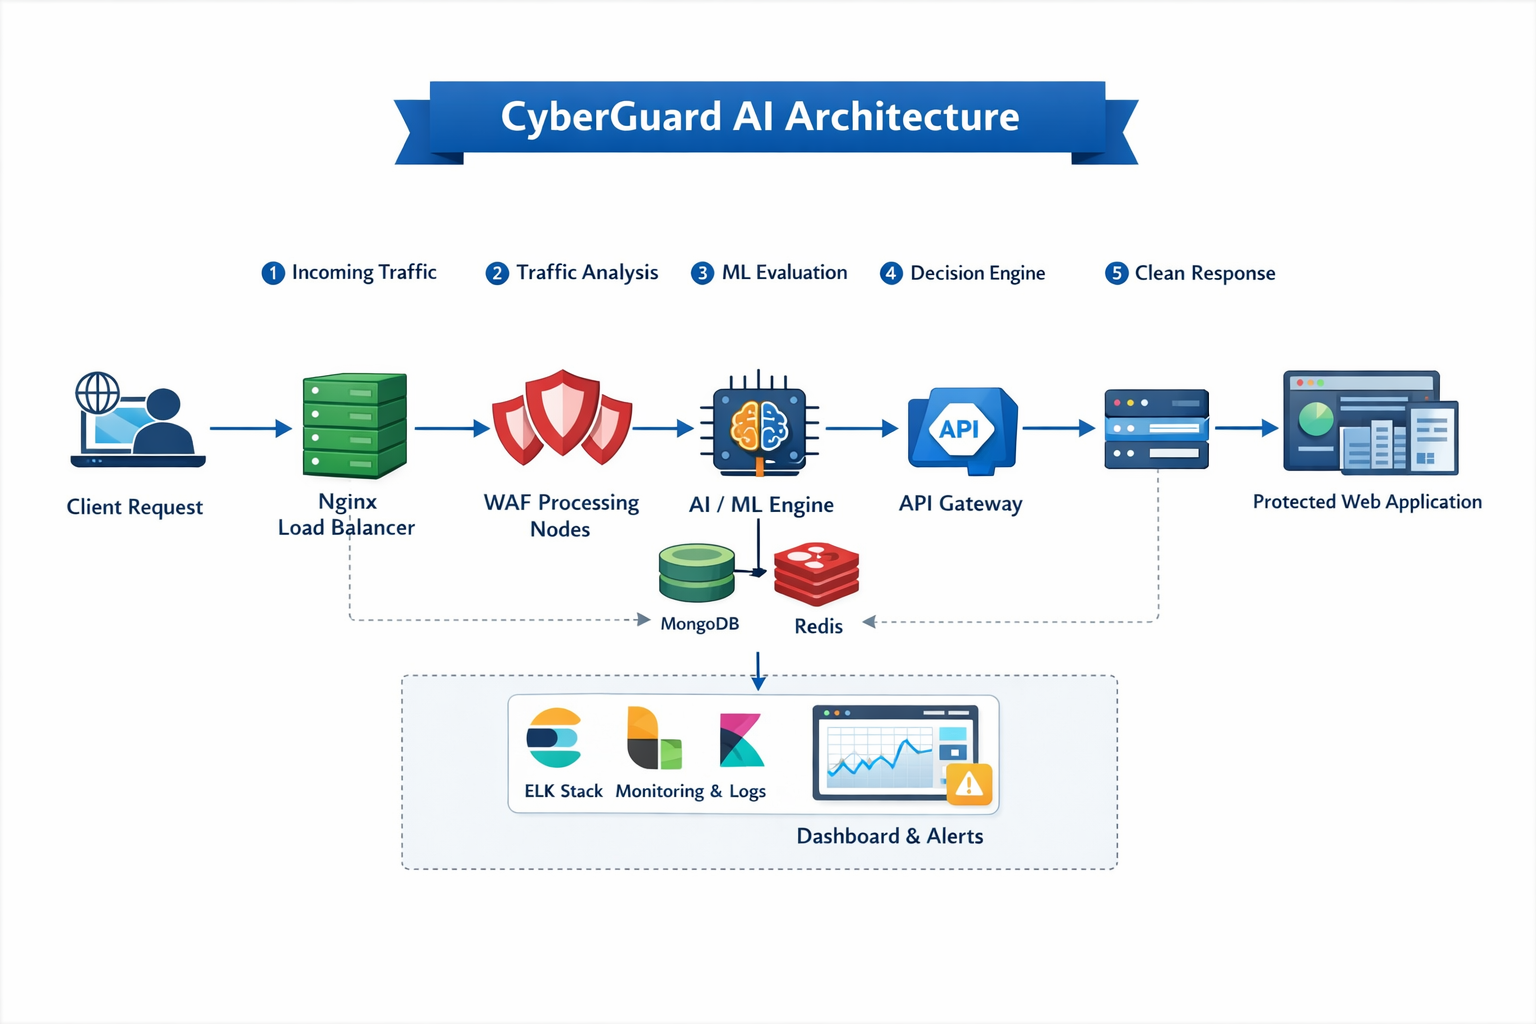 CyberGuard AI Architecture
1 Incoming Traffic
2 Traffic Analysis
3 ML Evaluation
4 Decision Engine
5 Clean Response
Client Request
Nginx
Load Balancer
WAF Processing
Nodes
AI / ML Engine
API
API Gateway
Protected Web Application
MongoDB
Redis
ELK Stack
Monitoring & Logs
Dashboard & Alerts